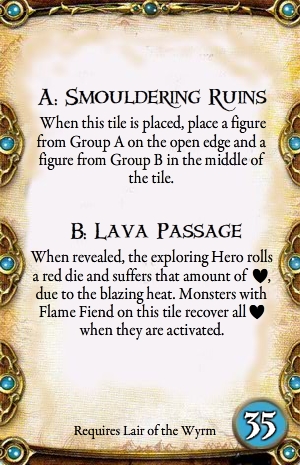 A: Smouldering Ruins
When this tile is placed, place a figure
from Group A on the open edge and a
figure from Group B in the middle of
the tile.
B: Lava Passage
When revealed, the exploring Hero rolls
a red die and suffers that amount of ♥,
due to the blazing heat. Monsters with
Flame Fiend on this tile recover all ♥
when they are activated.
Requires Lair of the Wyrm
35